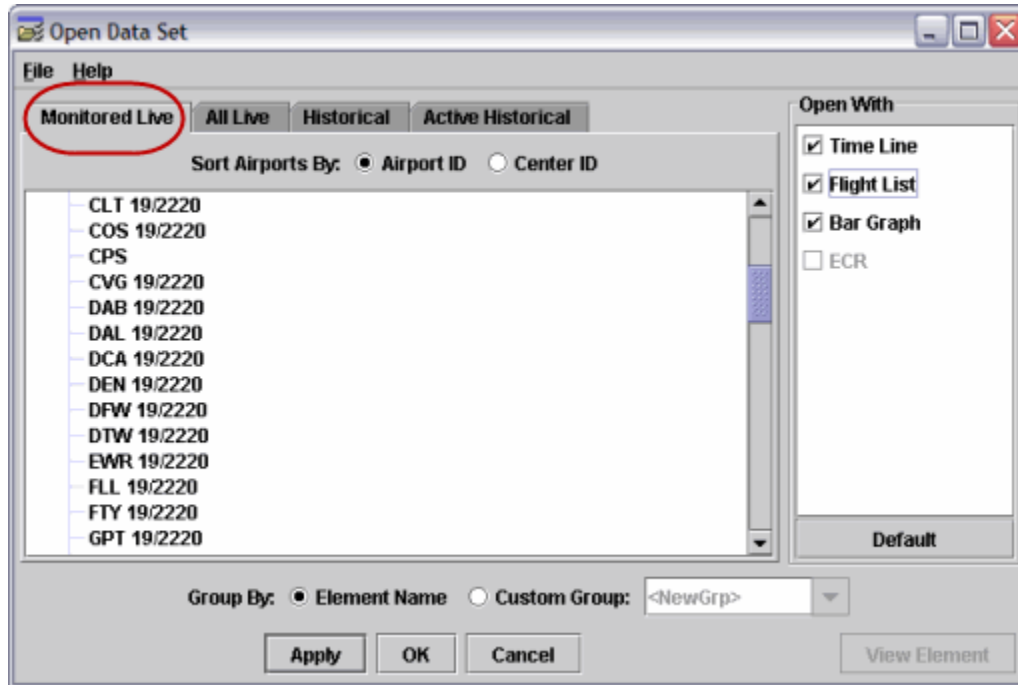 Open Data Set
File Help
Monitored Live All Live Historical Active Historical
Sort Airports By: Airport ID Center ID
CLT 19/2220
COS 19/2220
CPS
CVG 19/2220
DAB 19/2220
DAL 19/2220
DCA 19/2220
DEN 19/2220
DFW 19/2220
DTW 19/2220
EWR 19/2220
FLL 19/2220
FTY 19/2220
GPT 19/2220
Open With
Time Line
Flight List
Bar Graph
ECR
Default
Group By: Element Name Custom Group: <NewGrp>
Apply OK Cancel View Element